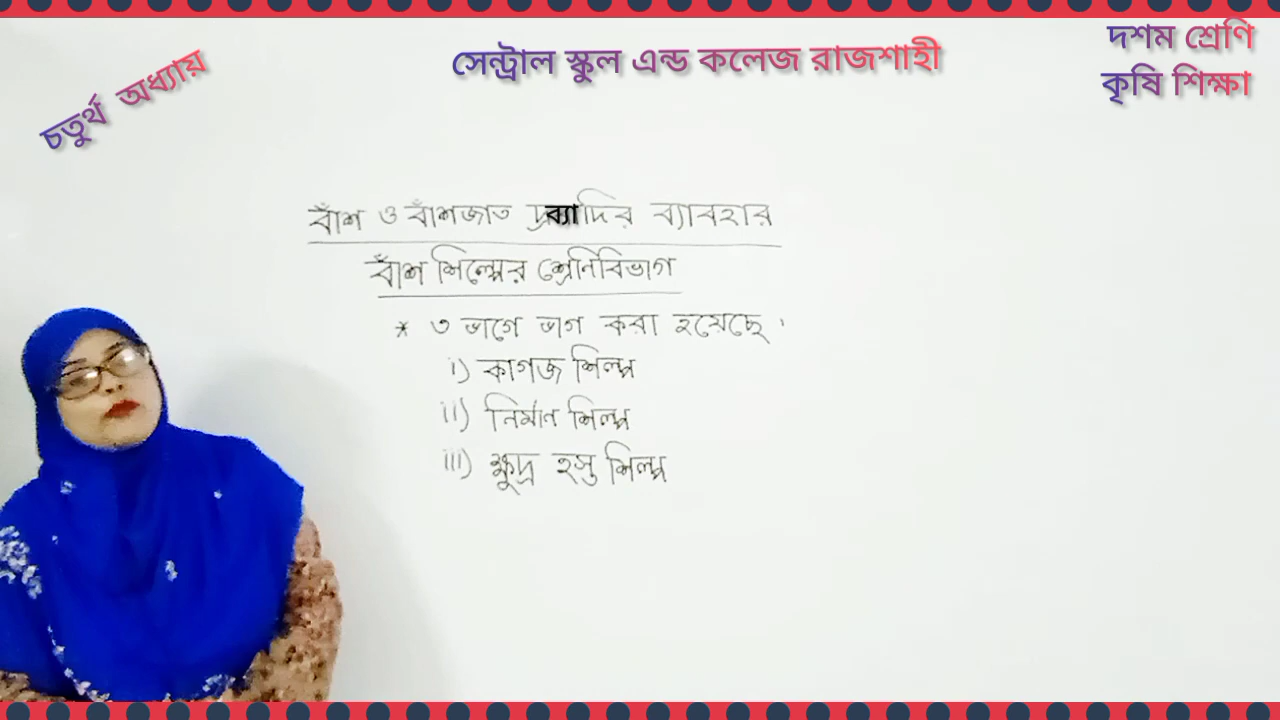 সেন্ট্রাল স্কুল এন্ড কলেজ রাজশাহী
দশম শ্রেণি
কৃষি শিক্ষা
চতুর্থ অধ্যায়
বাঁশ ও বাঁশজাত দ্রব্যাদির ব্যাবহার
বাঁশ শিল্পের শ্রেণিবিভাগ
* ৩ ভাগে ভাগ করা হয়েছে।
i) কাগজ শিল্প
ii) নির্মাণ শিল্প
iii) ক্ষুদ্র হস্ত শিল্প